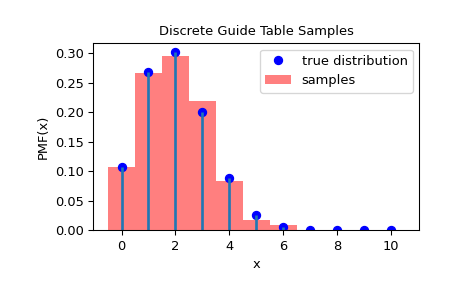 Discrete Guide Table Samples
true distribution
samples
PMF(x)
0.30
0.25
0.20
0.15
0.10
0.05
0.00
0 2 4 6 8 10
x